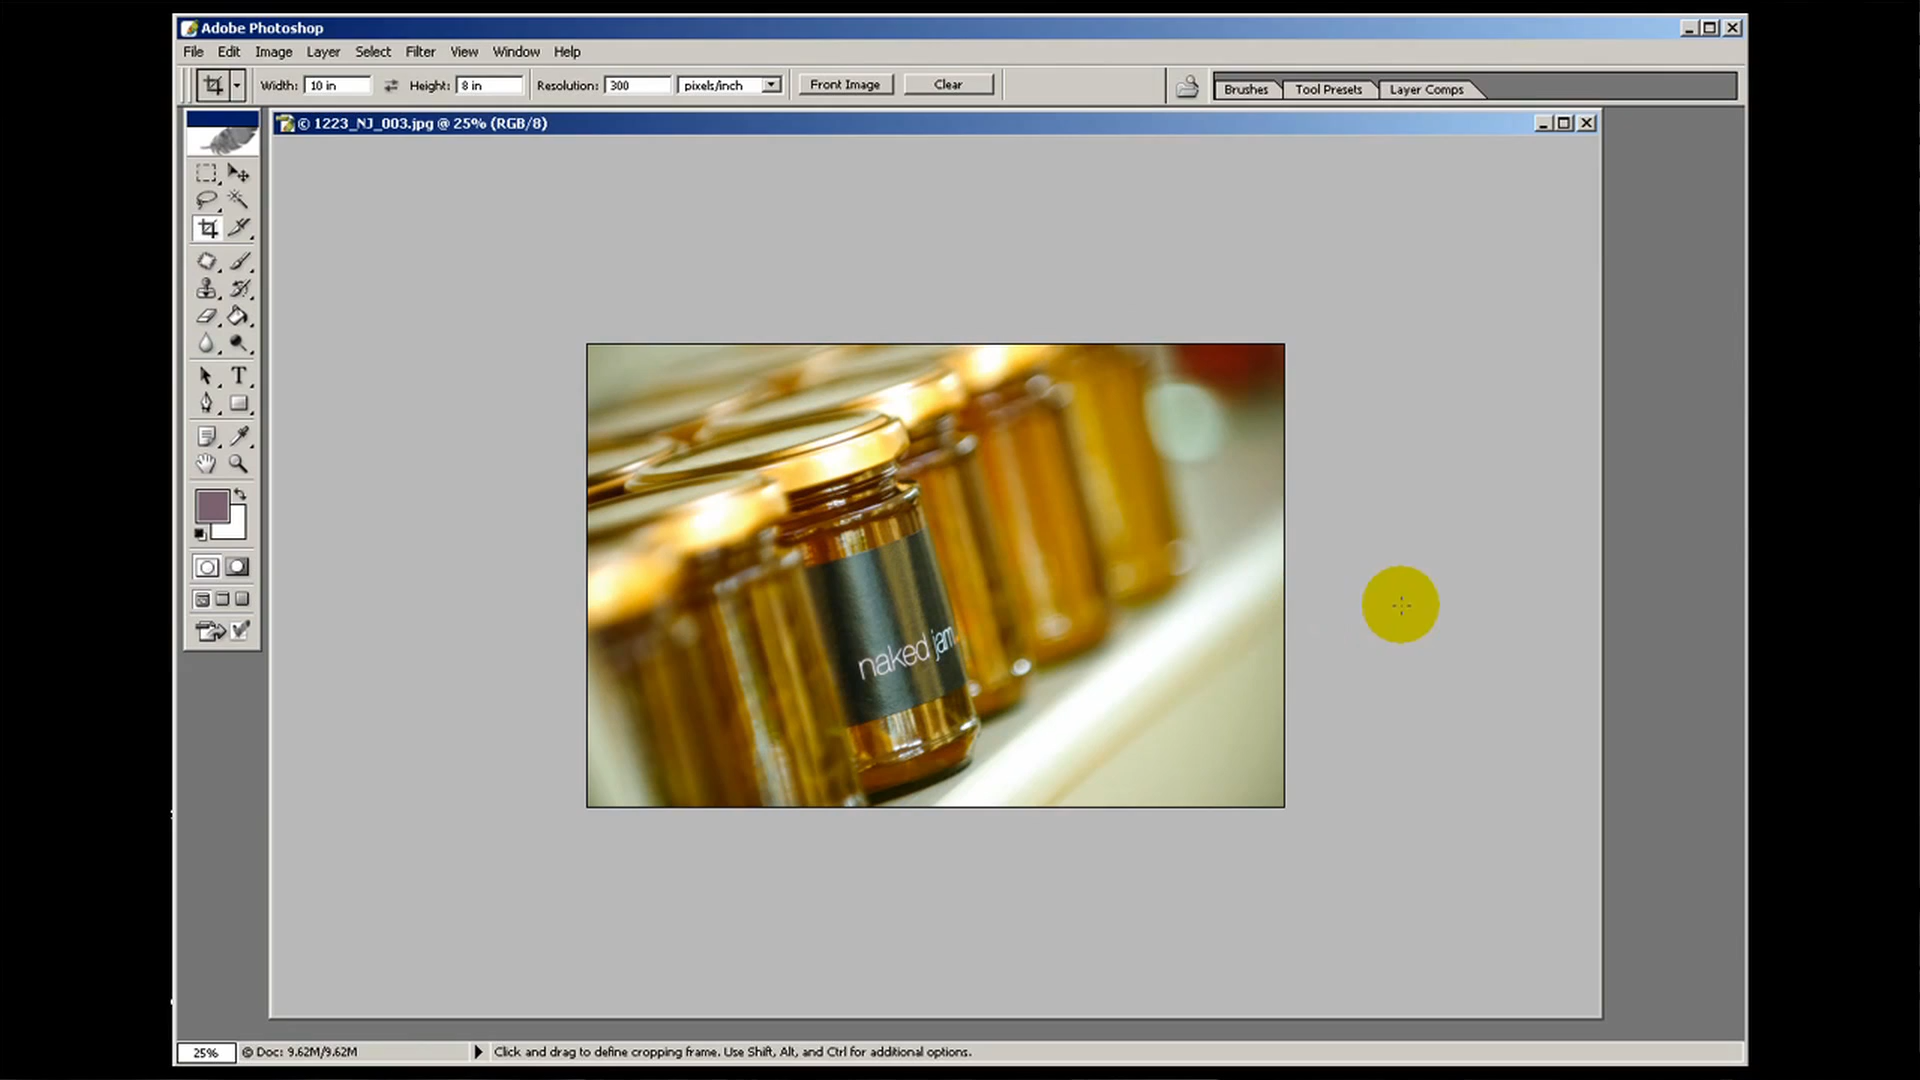 Adobe Photoshop
File Edit Image Layer Select Filter View Window Help
Width: 10 in Height: 8 in Resolution: 300 pixels/inch Front Image Clear Brushes Tool Presets Layer Comps
© 1223_NJ_003.jpg @ 25% (RGB/8)
T
naked jam.
25% © Doc: 9.62M/9.62M Click and drag to define cropping frame. Use Shift, Alt, and Ctrl for additional options.